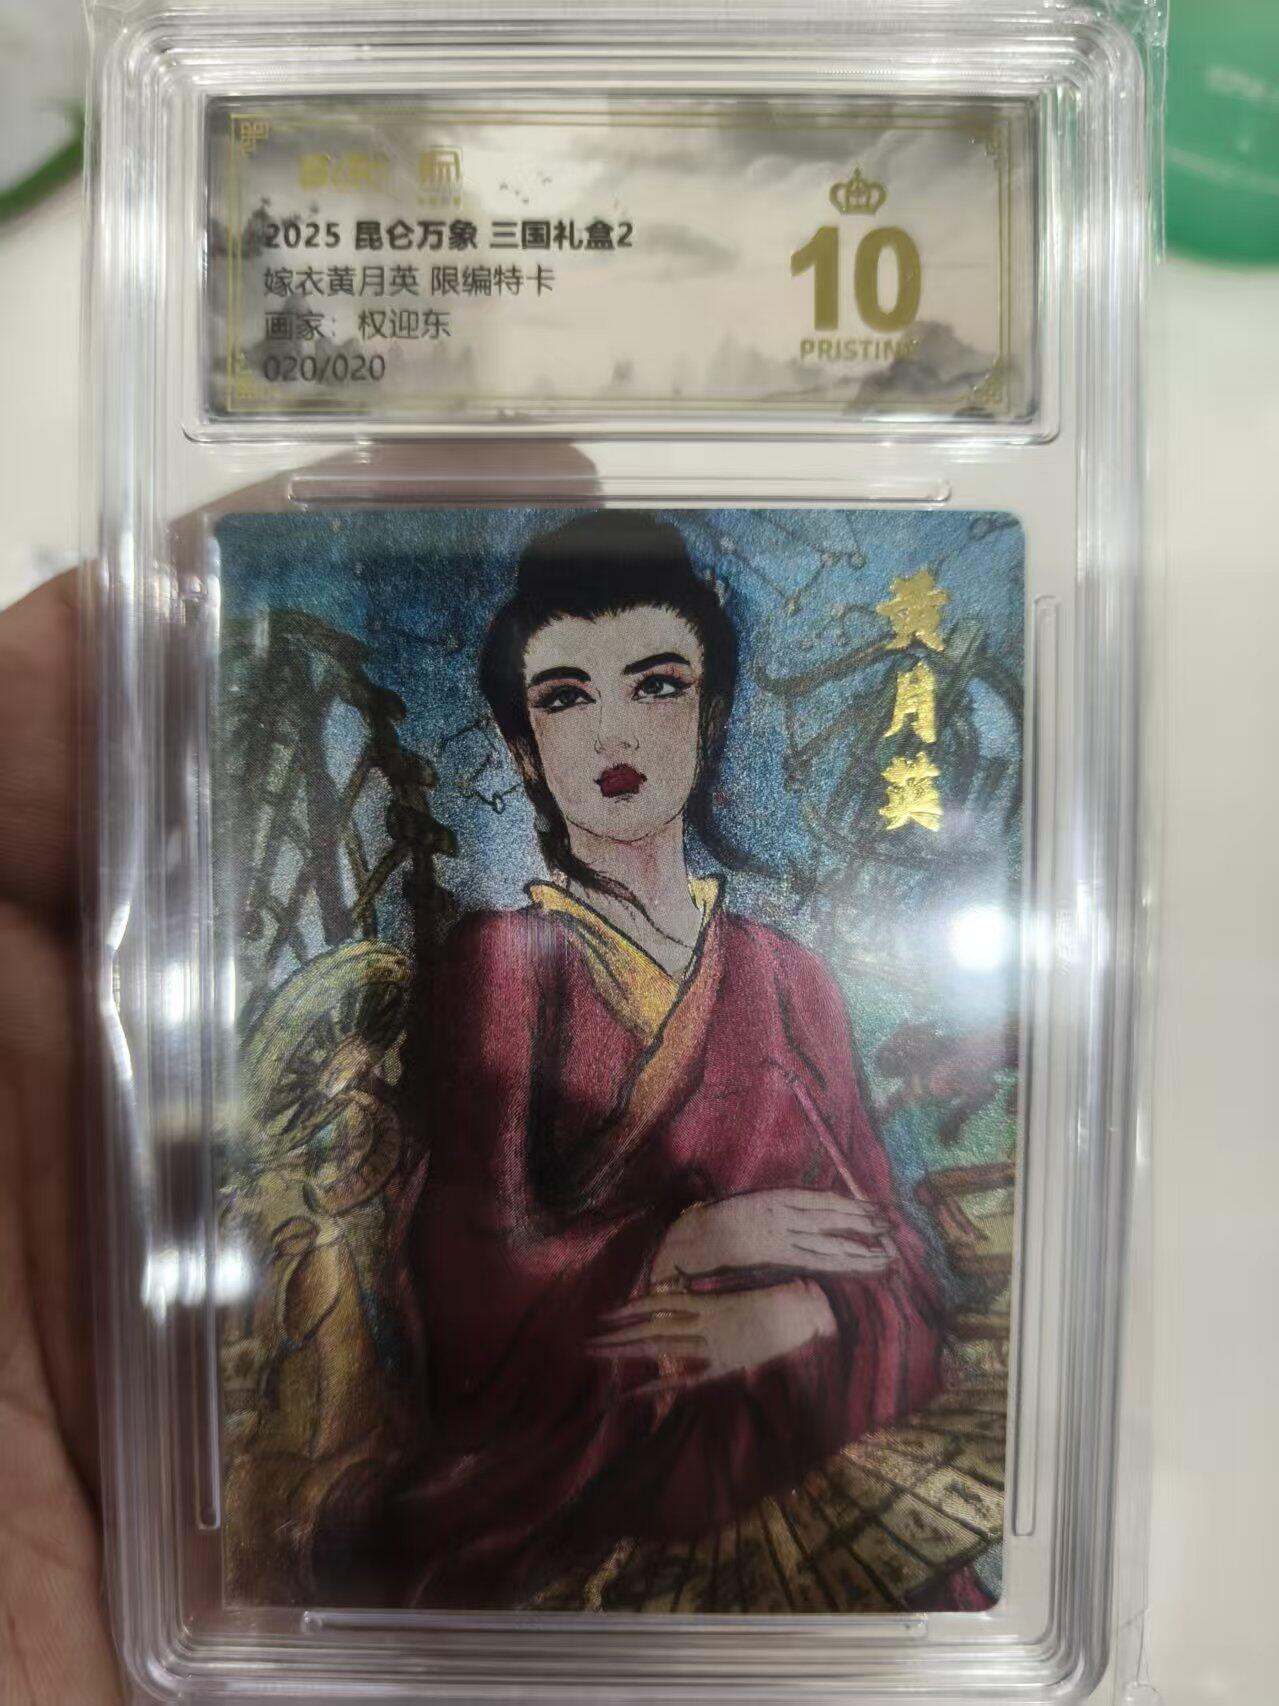 2025 昆仑万象 三国礼盒2
嫁衣黄月英 限编特卡
画家：权迎东
020/020
10
PRISTINE
黄月英